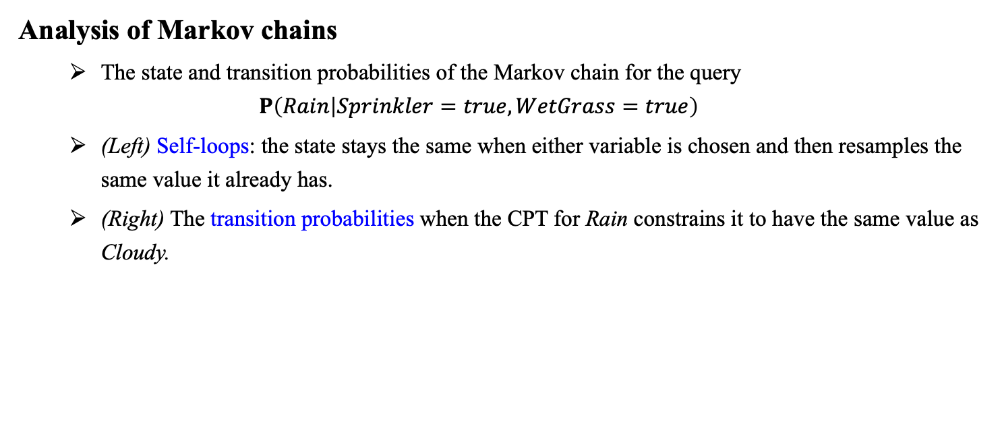 Analysis of Markov chains
➤ The state and transition probabilities of the Markov chain for the query
P(Rain|Sprinkler = true, WetGrass = true)
➤ (Left) Self-loops: the state stays the same when either variable is chosen and then resamples the
same value it already has.
➤ (Right) The transition probabilities when the CPT for Rain constrains it to have the same value as
Cloudy.